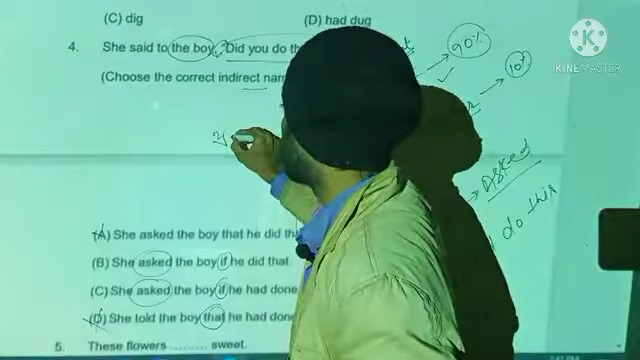 (C) dig
(D) had dug
4. She said to the boy, Did you do th
(Choose the correct indirect nar
90%
10%
Asked
do this
(A) She asked the boy that he did th
(B) She asked the boy if he did that
(C) She asked the boy if he had done
(D) She told the boy that he had done
5. These flowers ......... sweet.
KINEMASTER